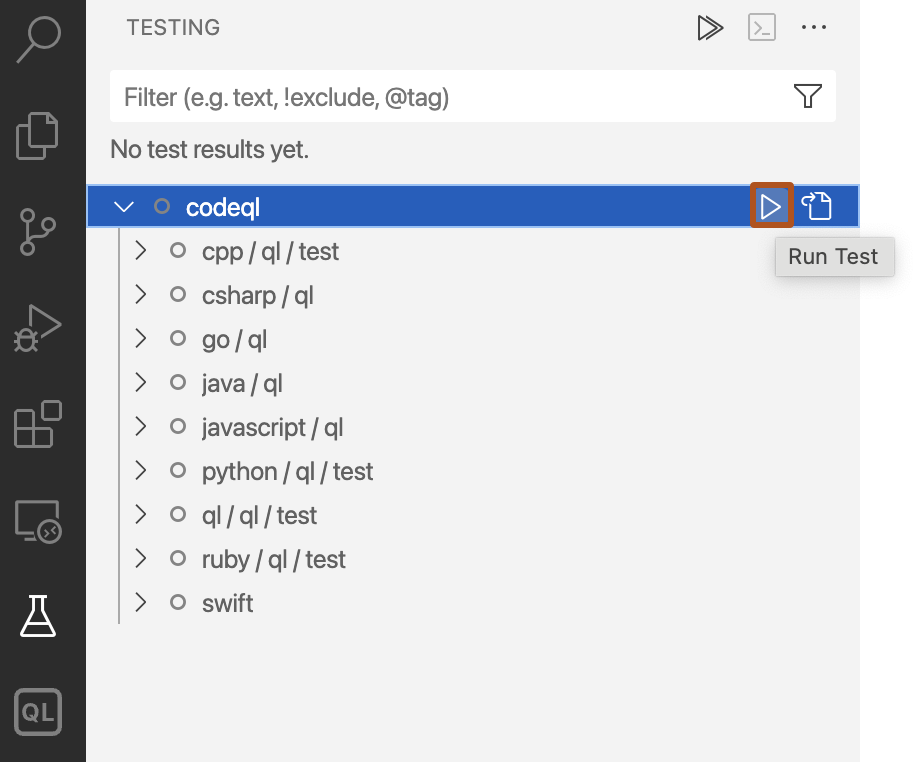 TESTING
Filter (e.g. text, !exclude, @tag)
No test results yet.
codeql
Run Test
cpp / ql / test
csharp / ql
go / ql
java / ql
javascript / ql
python / ql / test
ql / ql / test
ruby / ql / test
swift
QL